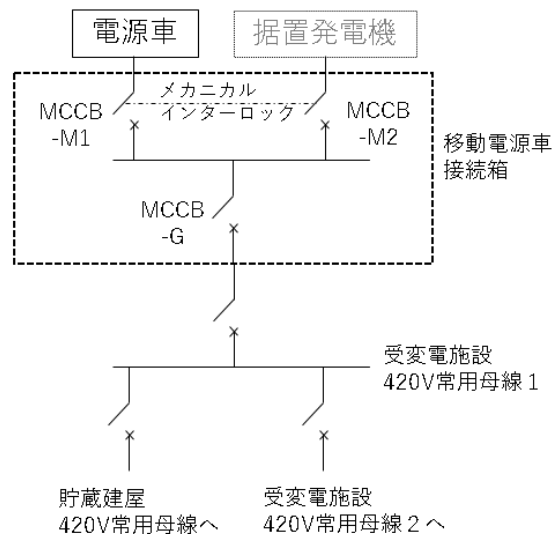 電源車
据置発電機
メカニカル
インターロック
MCCB
-M1
MCCB
-M2
移動電源車
接続箱
MCCB
-G
受変電施設
420V常用母線1
貯蔵建屋
420V常用母線へ
受変電施設
420V常用母線2へ